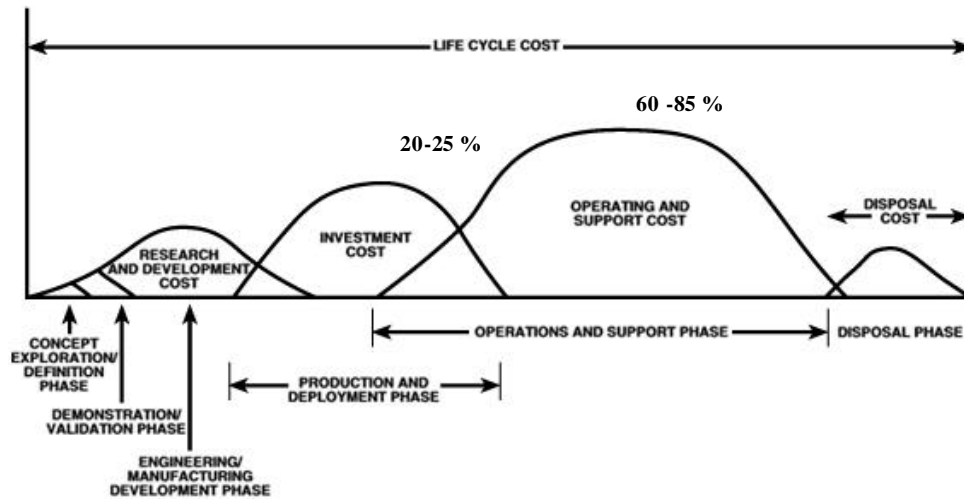 LIFE CYCLE COST
60 -85 %
20-25 %
RESEARCH
AND DEVELOPMENT
COST
INVESTMENT
COST
OPERATING AND
SUPPORT COST
DISPOSAL
COST
CONCEPT
EXPLORATION/
DEFINITION PHASE
DEMONSTRATION/
VALIDATION PHASE
ENGINEERING/
MANUFACTURING
DEVELOPMENT PHASE
PRODUCTION AND
DEPLOYMENT PHASE
OPERATIONS AND SUPPORT PHASE
DISPOSAL PHASE